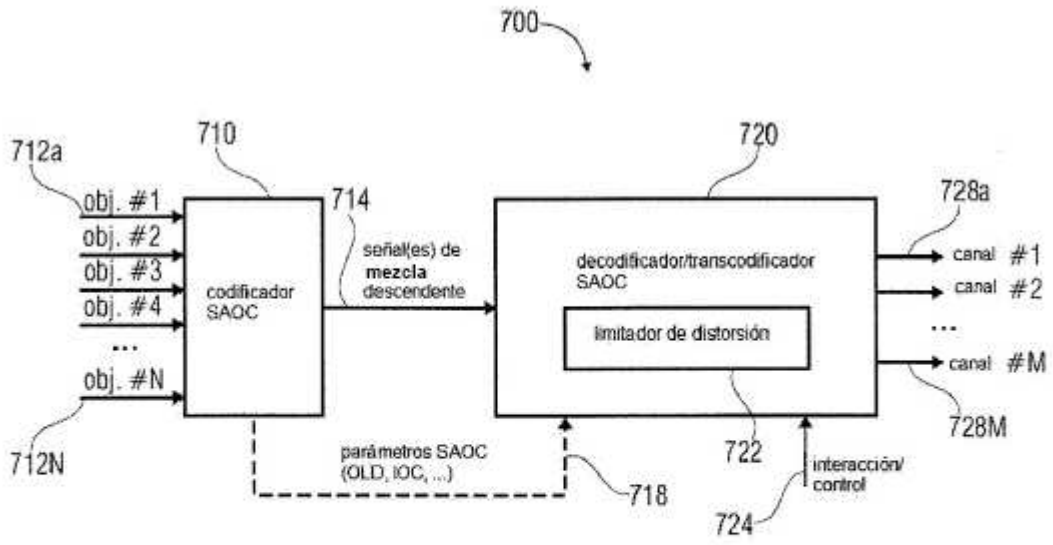 700
710
720
712a
obj. #1
obj. #2
obj. #3
obj. #4
...
obj. #N
712N
codificador
SAOC
714
señal(es) de
mezcla
descendente
decodificador/transcodificador
SAOC
limitador de distorsión
722
728a
canal #1
canal #2
...
canal #M
728M
parámetros SAOC
(OLD, IOC, ...)
718
724
interacción/
control